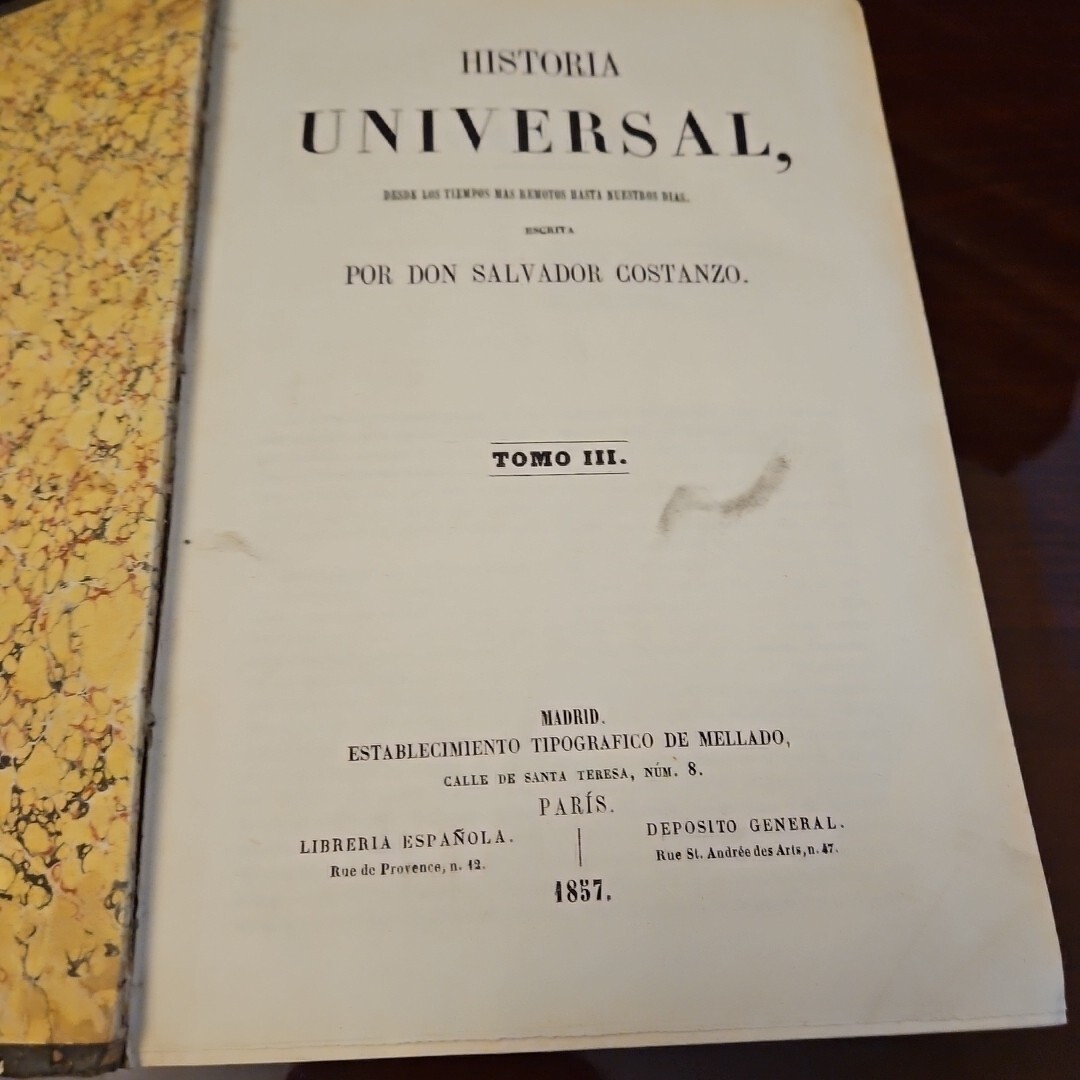 HISTORIA
UNIVERSAL,
DESDE LOS TIEMPOS MAS REMOTOS HASTA NUESTROS DIAS.
ESCRITA
POR DON SALVADOR COSTANZO.
TOMO III.
MADRID.
ESTABLECIMIENTO TIPOGRAFICO DE MELLADO,
CALLE DE SANTA TERESA, NÚM. 8.
PARÍS.
LIBRERIA ESPAÑOLA.
Rue de Provence, n. 12.
DEPOSITO GENERAL.
Rue St. Andrée des Arts, n. 47.
1857.